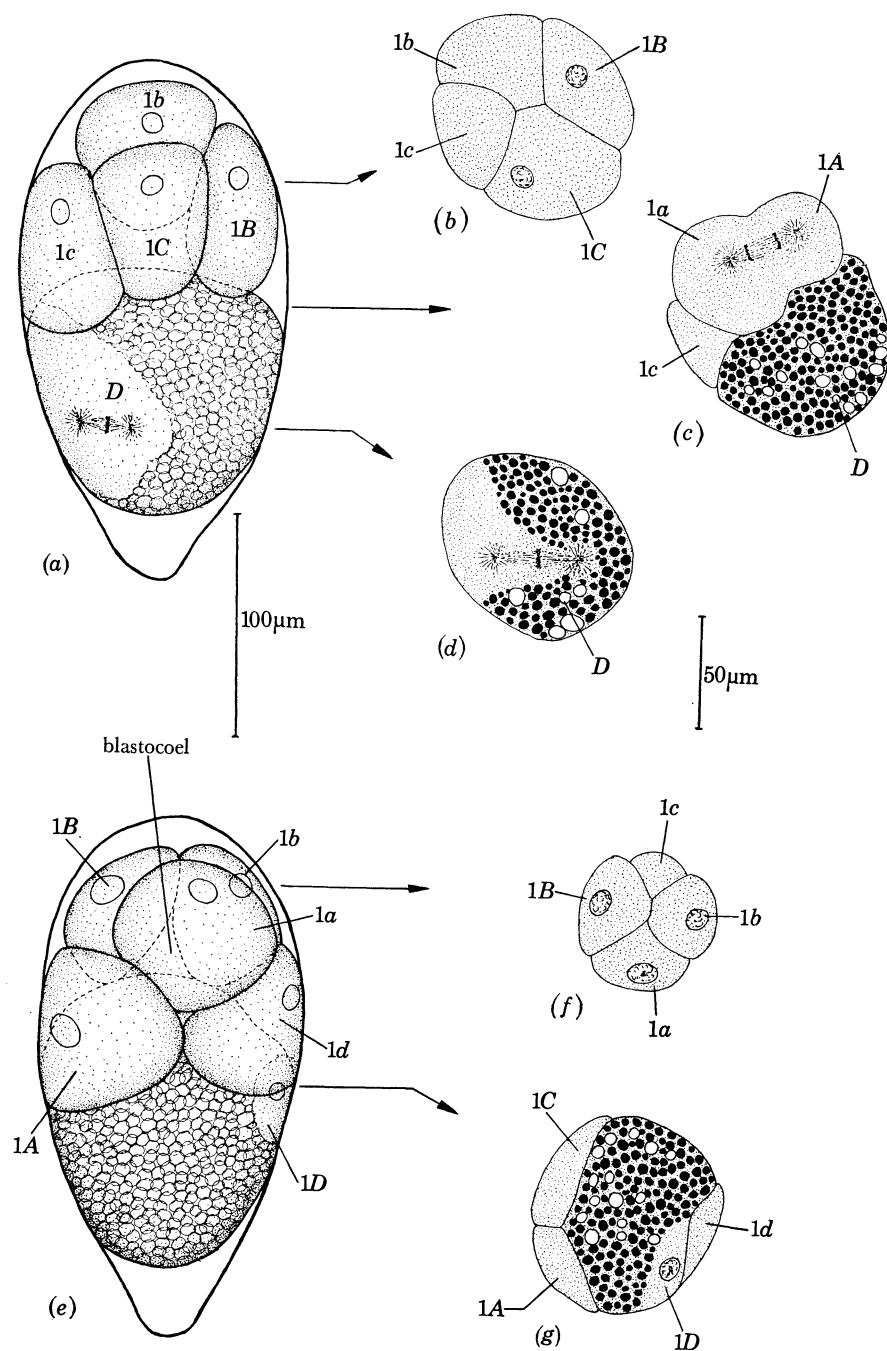 1b
1c
1C
1B
D
(a)
100μm
1b
1B
1c
1C
(b)
1A
1a
1c
D
(c)
D
(d)
50μm
blastocoel
1B
1b
1a
1d
1A
1D
(e)
1c
1B
1b
1a
(f)
1C
1d
1A
1D
(g)